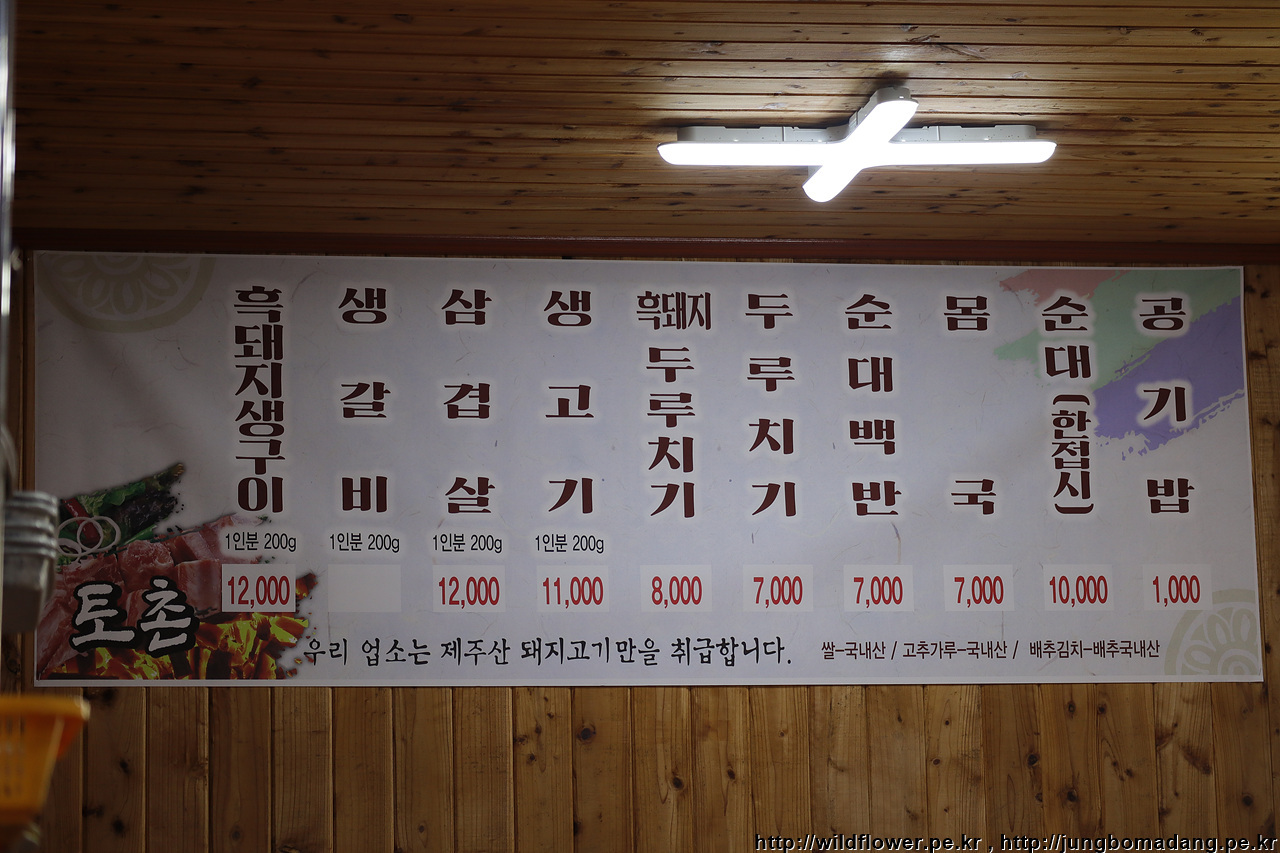 흑돼지생구이
1인분 200g
12,000
생갈비
1인분 200g
삼겹살
1인분 200g
12,000
생고기
1인분 200g
11,000
흑돼지
두루치기
8,000
두루치기
7,000
순대백반
7,000
몸국
7,000
순대(한접시)
10,000
공기밥
1,000
토촌
우리 업소는 제주산 돼지고기만을 취급합니다.
쌀-국내산 / 고추가루-국내산 / 배추김치-배추국내산
http://wildflower.pe.kr , http://jungbomadang.pe.kr